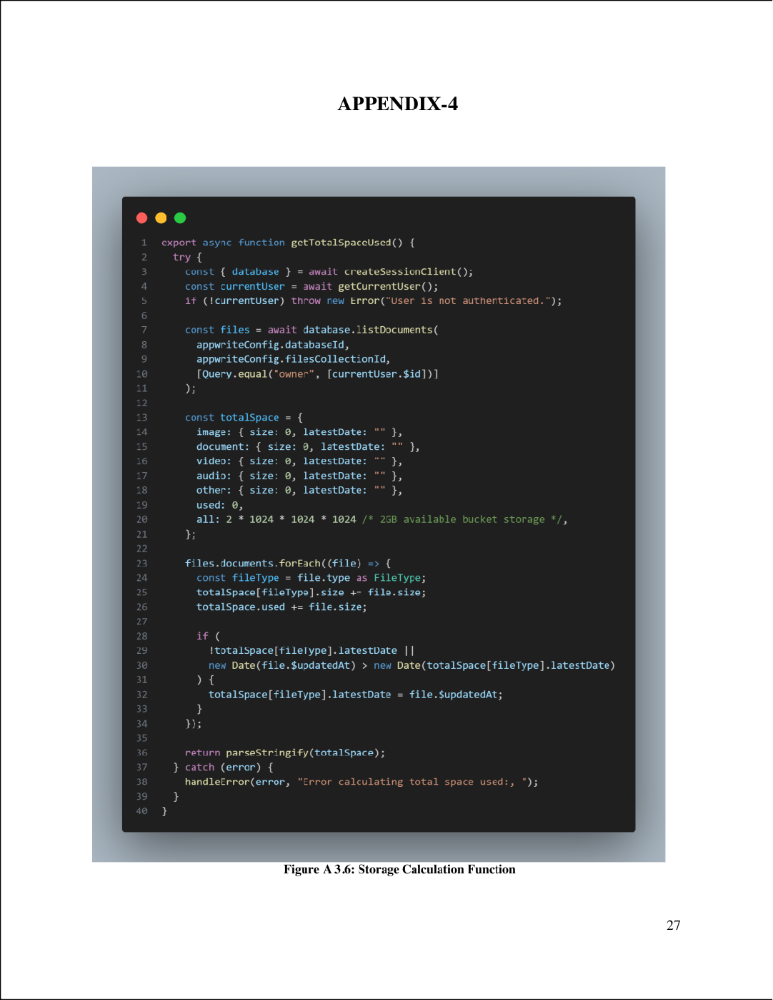 APPENDIX-4
1 export async function getTotalSpaceUsed() {
2 try {
3 const { database } = await createSessionClient();
4 const currentUser = await getCurrentUser();
5 if (!currentUser) throw new Error("User is not authenticated.");
6
7 const files = await database.listDocuments(
8 appwriteConfig.databaseId,
9 appwriteConfig.filesCollectionId,
10 [Query.equal("owner", [currentUser.$id])]
11 );
12
13 const totalSpace = {
14 image: { size: 0, latestDate: "" },
15 document: { size: 0, latestDate: "" },
16 video: { size: 0, latestDate: "" },
17 audio: { size: 0, latestDate: "" },
18 other: { size: 0, latestDate: "" },
19 used: 0,
20 all: 2 * 1024 * 1024 * 1024 /* 2GB available bucket storage */,
21 };
22
23 files.documents.forEach((file) => {
24 const fileType = file.type as FileType;
25 totalSpace[fileType].size += file.size;
26 totalSpace.used += file.size;
27
28 if (
29 !totalSpace[fileType].latestDate ||
30 new Date(file.$updatedAt) > new Date(totalSpace[fileType].latestDate)
31 ) {
32 totalSpace[fileType].latestDate = file.$updatedAt;
33 }
34 });
35
36 return parseStringify(totalSpace);
37 } catch (error) {
38 handleError(error, "Error calculating total space used:, ");
39 }
40 }
Figure A 3.6: Storage Calculation Function
27